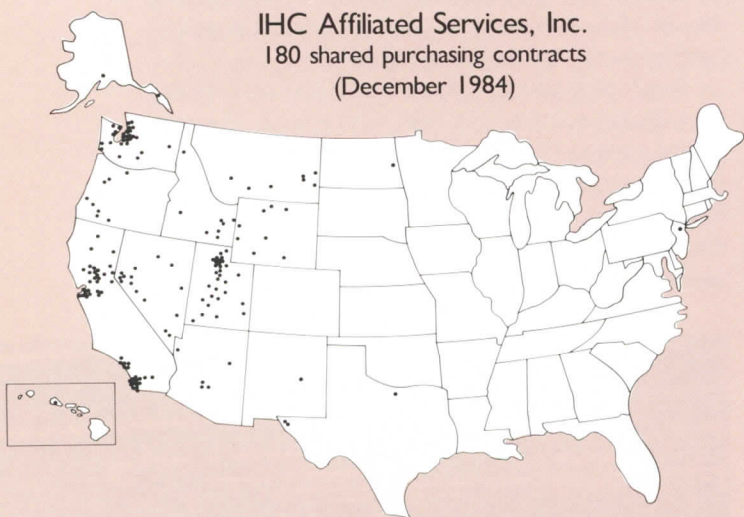 IHC Affiliated Services, Inc.
180 shared purchasing contracts
(December 1984)